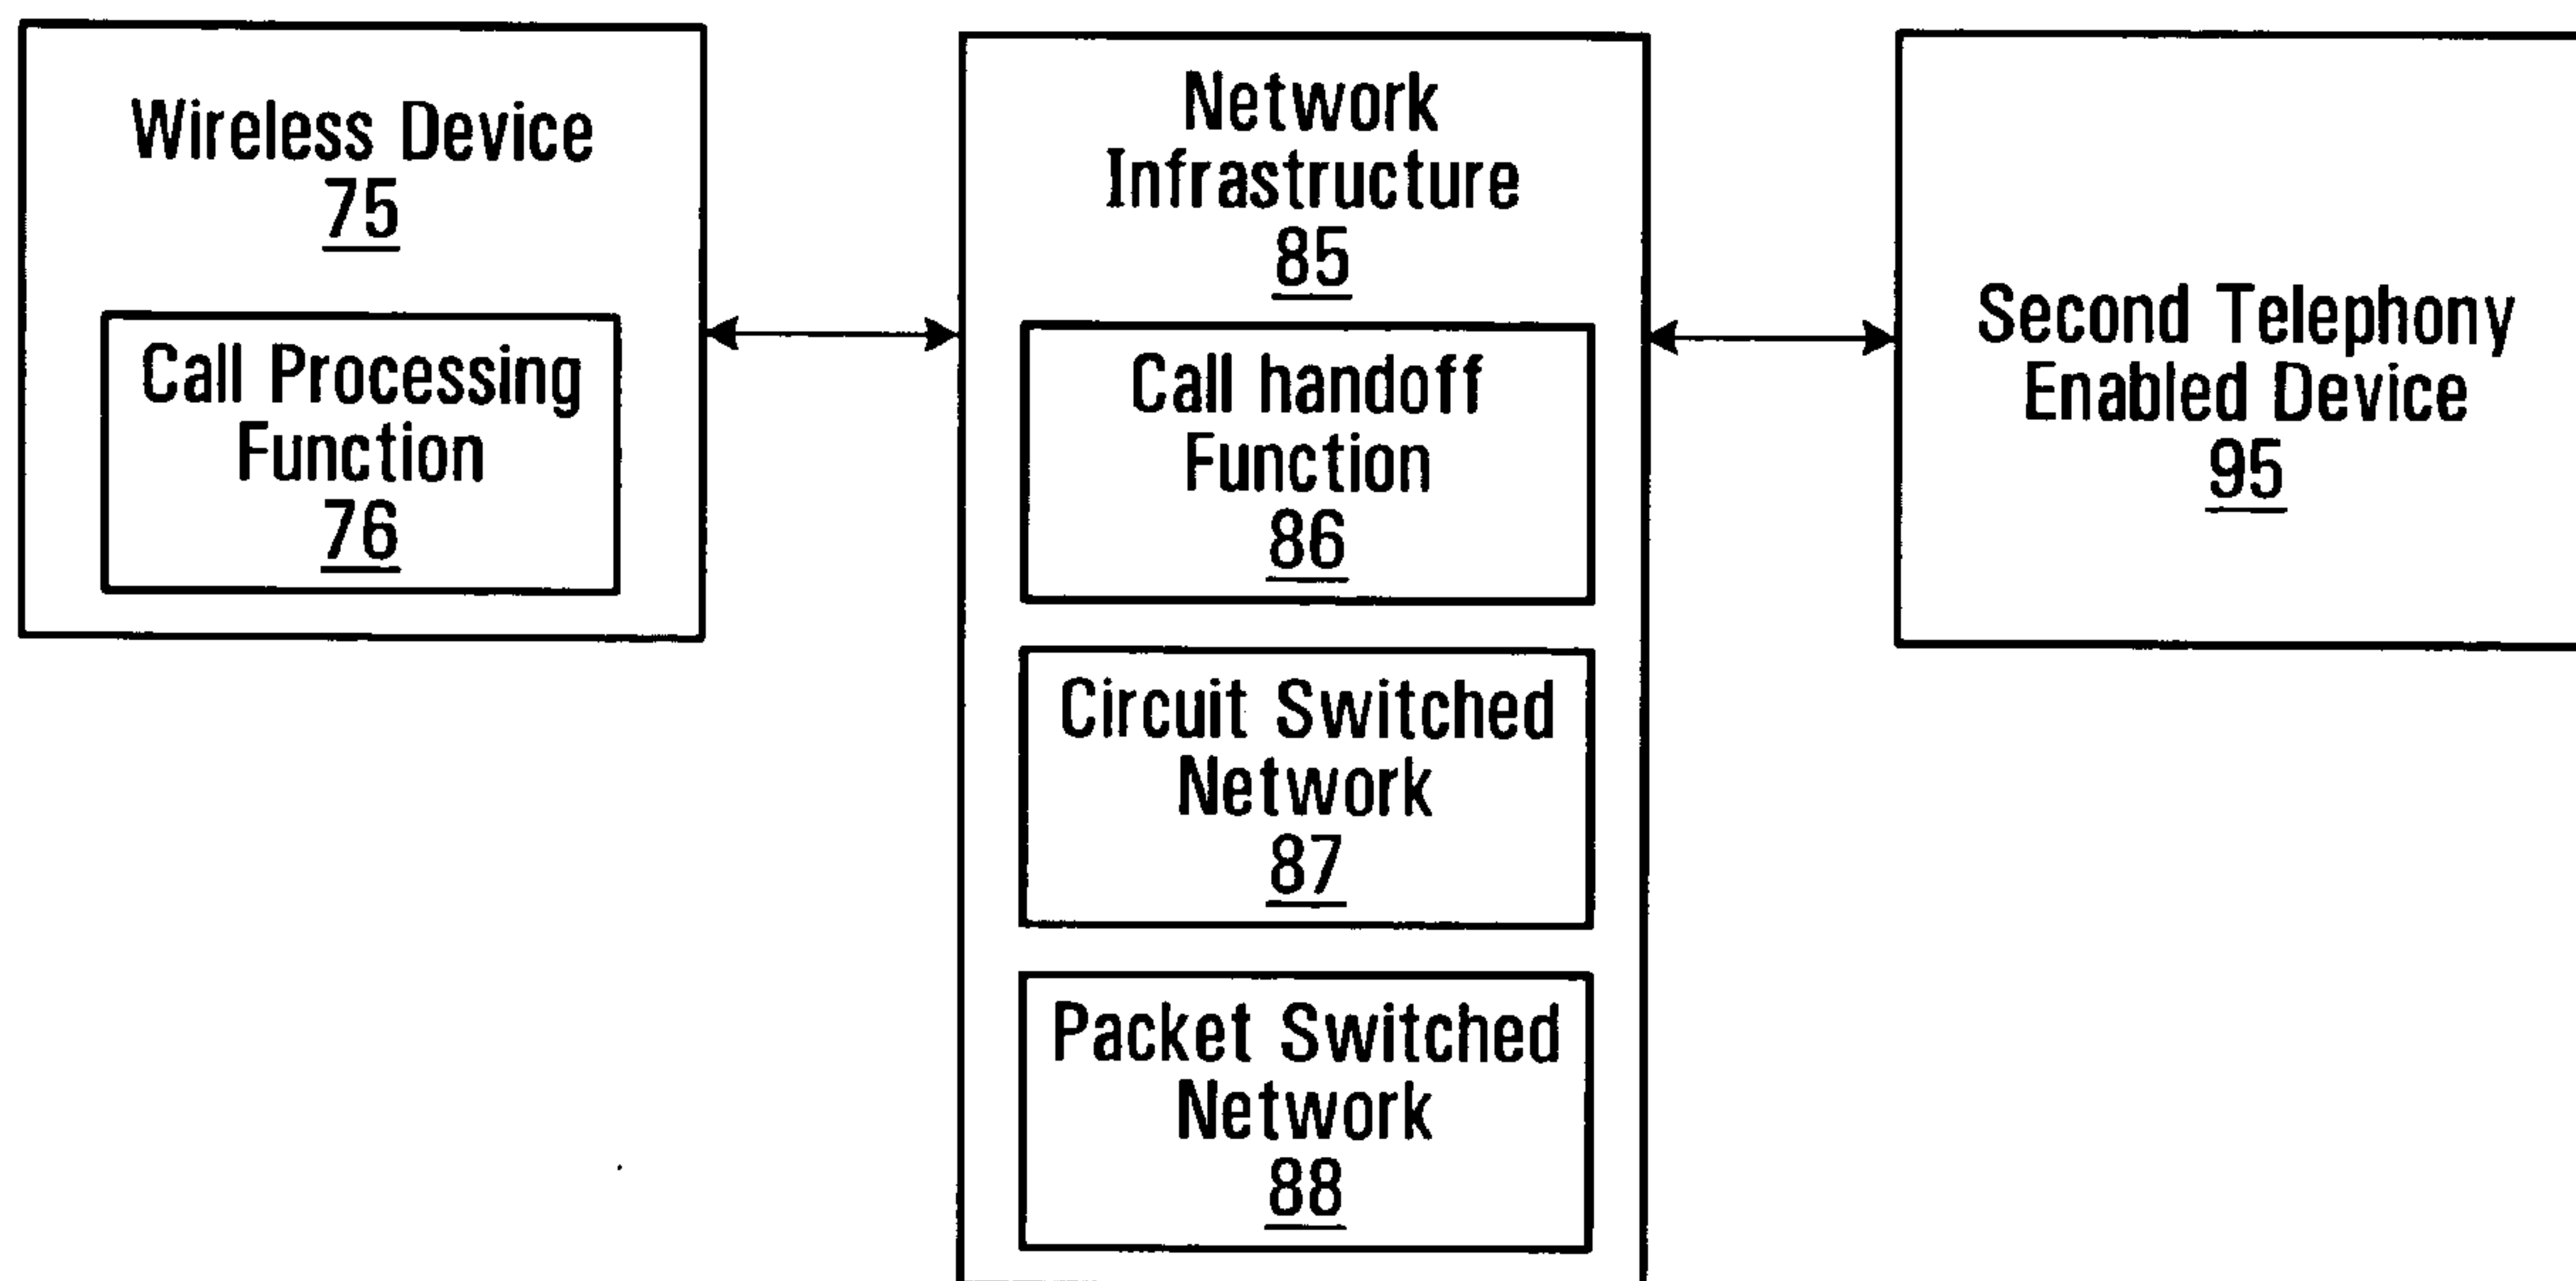 Wireless Device
75
Call Processing
Function
76
Network
Infrastructure
85
Call handoff
Function
86
Circuit Switched
Network
87
Packet Switched
Network
88
Second Telephony
Enabled Device
95